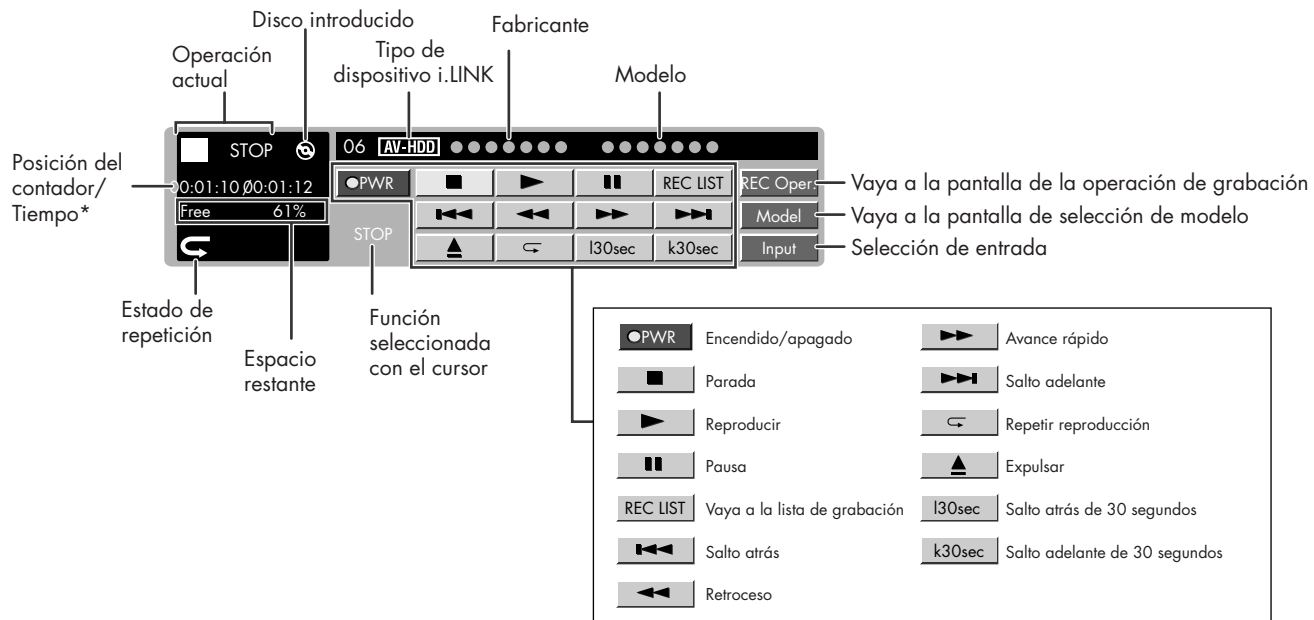 Disco introducido
Fabricante
Operación
actual
Tipo de
dispositivo i.LINK
Modelo
STOP
06 AV-HDD
Posición del
contador/
Tiempo*
00:01:10 00:01:12
Free 61%
PWR
REC LIST
REC Oper.
Vaya a la pantalla de la operación de grabación
STOP
Model
Vaya a la pantalla de selección de modelo
l30sec
k30sec
Input
Selección de entrada
Estado de
repetición
Espacio
restante
Función
seleccionada
con el cursor
PWR Encendido/apagado
Avance rápido
Parada
Salto adelante
Reproducir
Repetir reproducción
Pausa
Expulsar
REC LIST Vaya a la lista de grabación
l30sec Salto atrás de 30 segundos
Salto atrás
k30sec Salto adelante de 30 segundos
Retroceso